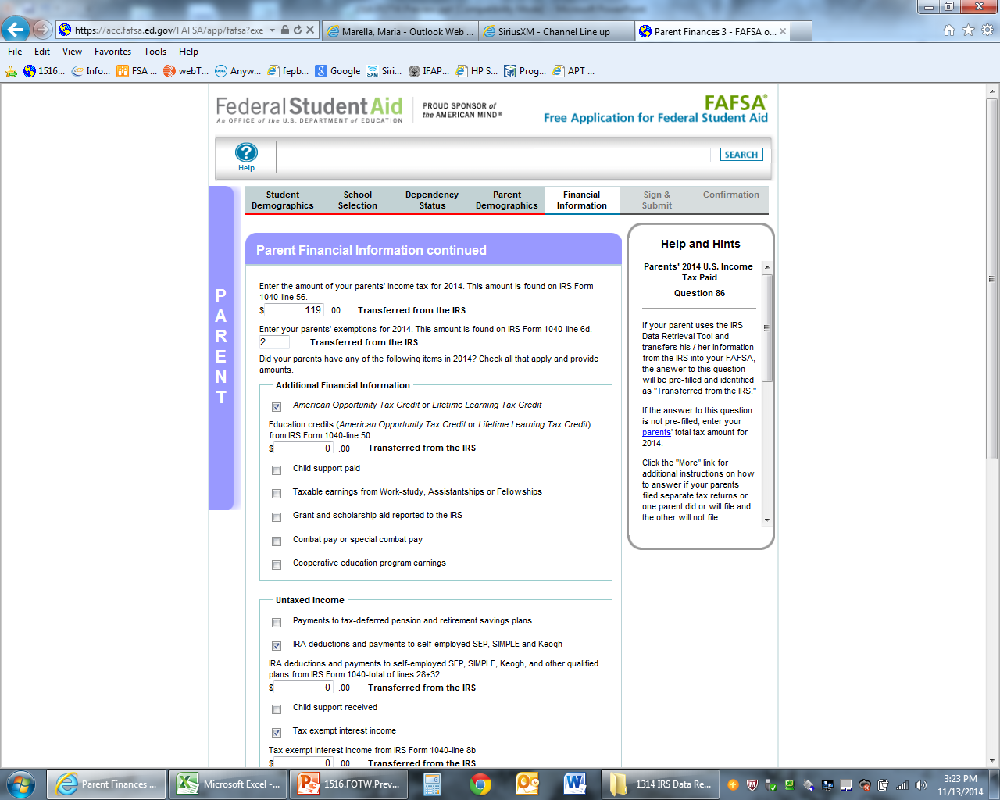 https://acc.fafsa.ed.gov/FAFSA/app/fafsa?exe
Marella, Maria - Outlook Web ...
SiriusXM - Channel Line up
Parent Finances 3 - FAFSA o...
File Edit View Favorites Tools Help
1516... Info... FSA ... webT... Anyw... fepb... Google Siri... IFAP... HP S... Prog... APT ...
Federal Student Aid
An OFFICE of the U.S. DEPARTMENT of EDUCATION
PROUD SPONSOR of
the AMERICAN MIND®
FAFSA®
Free Application for Federal Student Aid
?
Help
SEARCH
Student Demographics
School Selection
Dependency Status
Parent Demographics
Financial Information
Sign & Submit
Confirmation
PARENT
Parent Financial Information continued
Enter the amount of your parents' income tax for 2014. This amount is found on IRS Form
1040-line 56.
$ 119 .00 Transferred from the IRS
Enter your parents' exemptions for 2014. This amount is found on IRS Form 1040-line 6d.
2 Transferred from the IRS
Did your parents have any of the following items in 2014? Check all that apply and provide
amounts.
Additional Financial Information
American Opportunity Tax Credit or Lifetime Learning Tax Credit
Education credits (American Opportunity Tax Credit or Lifetime Learning Tax Credit)
from IRS Form 1040-line 50
$ 0 .00 Transferred from the IRS
Child support paid
Taxable earnings from Work-study, Assistantships or Fellowships
Grant and scholarship aid reported to the IRS
Combat pay or special combat pay
Cooperative education program earnings
Untaxed Income
Payments to tax-deferred pension and retirement savings plans
IRA deductions and payments to self-employed SEP, SIMPLE and Keogh
IRA deductions and payments to self-employed SEP, SIMPLE, Keogh, and other qualified
plans from IRS Form 1040-total of lines 28+32
$ 0 .00 Transferred from the IRS
Child support received
Tax exempt interest income
Tax exempt interest income from IRS Form 1040-line 8b
$ 0 .00 Transferred from the IRS
Help and Hints
Parents' 2014 U.S. Income
Tax Paid
Question 86
If your parent uses the IRS
Data Retrieval Tool and
transfers his / her information
from the IRS into your FAFSA,
the answer to this question
will be pre-filled and identified
as "Transferred from the IRS."
If the answer to this question
is not pre-filled, enter your
parents' total tax amount for
2014.
Click the "More" link for
additional instructions on how
to answer if your parents
filed separate tax returns or
one parent did or will file and
the other will not file.
Parent Finances ...
Microsoft Excel -...
1516.FOTW.Prev...
1314 IRS Data Re...
3:23 PM
11/13/2014